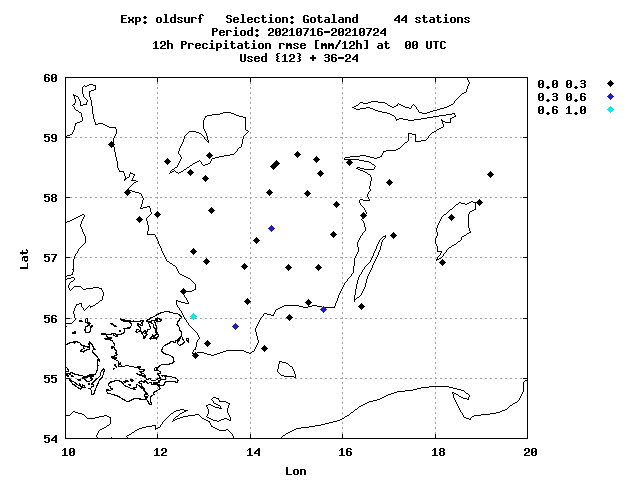 Exp: oldsurf   Selection: Gotaland     44 stations
Period: 20210716-20210724
12h Precipitation rmse [mm/12h] at  00 UTC
Used {12} + 36-24
0.0 0.3
0.3 0.6
0.6 1.0
60
59
58
57
56
55
54
Lat
10 12 14 16 18 20
Lon